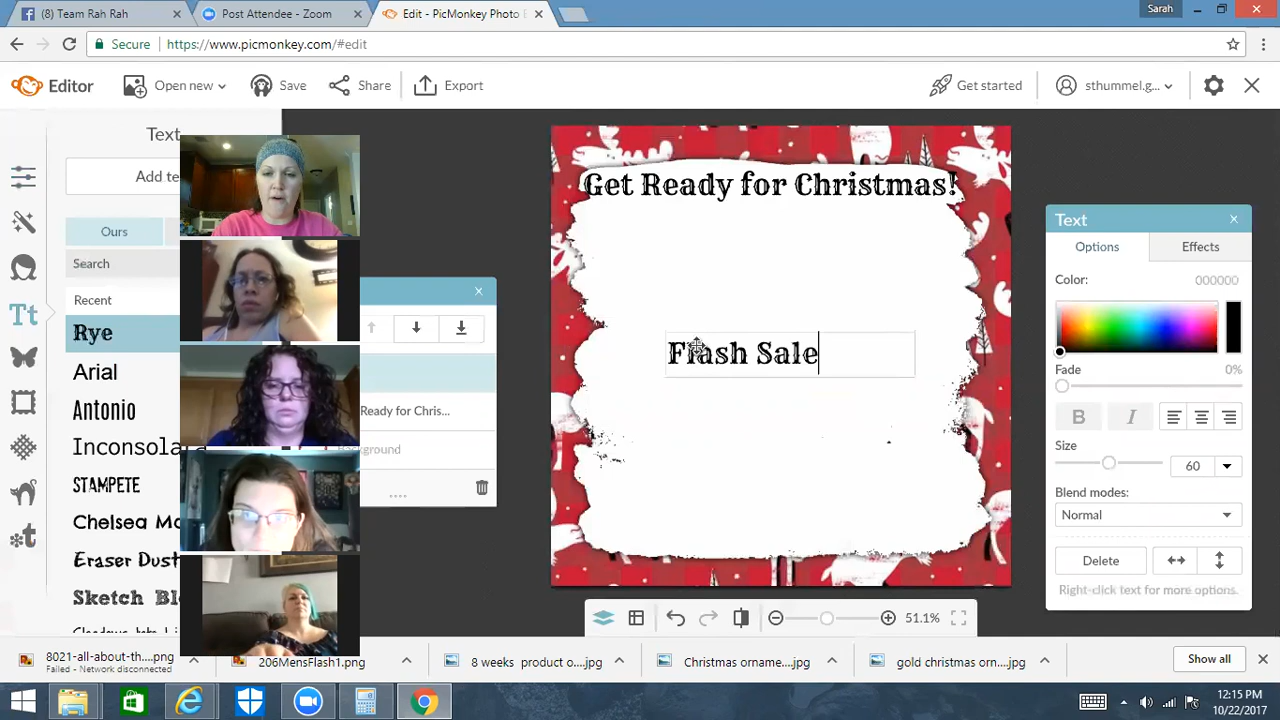 (8) Team Rah Rah
Post Attendee - Zoom
Edit - PicMonkey Photo E
Sarah
Secure
https://www.picmonkey.com/#edit
Editor
Open new
Save
Share
Export
Get started
sthummel.g...
Text
Add te
Ours
Search
Recent
Rye
Arial
Antonio
Inconsola
STAMPETE
Chelsea Ma
Eraser Dust
Sketch Bl
Ready for Chris...
Background
Get Ready for Christmas!
Flash Sale
Text
Options
Effects
Color:
000000
Fade
0%
B
I
Size
60
Blend modes:
Normal
Delete
Right-click text for more options.
51.1%
8021-all-about-th....png
Failed - Network disconnected
206MensFlash1.png
8 weeks product o....jpg
Christmas orname....jpg
gold christmas orn....jpg
Show all
12:15 PM
10/22/2017